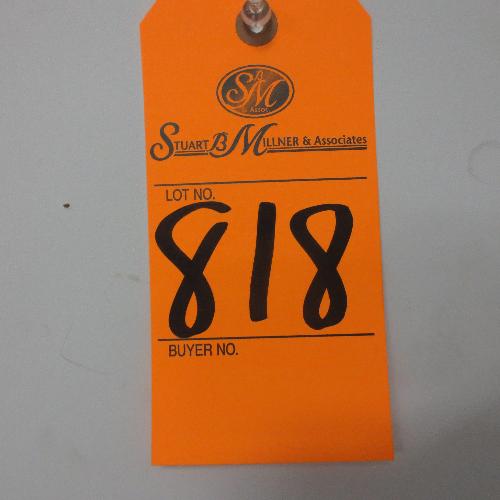 SM
& Assoc.
STUART B MILLNER & Associates
LOT NO.
818
BUYER NO.